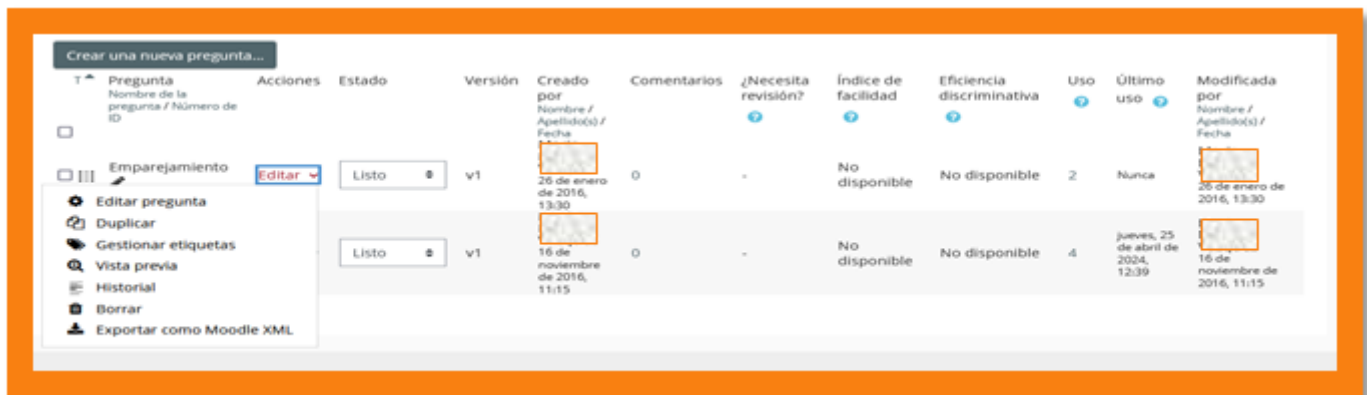 Crear una nueva pregunta...
T Pregunta Acciones Estado Versión Creado por Comentarios ¿Necesita revisión? Índice de facilidad Eficiencia discriminativa Uso Último uso Modificada por
Nombre de la pregunta / Número de ID
Nombre / Apellido(s) / Fecha
Nombre / Apellido(s) / Fecha
Emparejamiento Editar Listo v1 26 de enero de 2016, 13:30 0 - No disponible No disponible 2 Nunca 26 de enero de 2016, 13:30
Editar pregunta
Duplicar
Gestionar etiquetas
Vista previa
Historial
Borrar
Exportar como Moodle XML
Listo v1 16 de noviembre de 2016, 11:15 0 - No disponible No disponible 4 jueves, 25 de abril de 2024, 12:39 16 de noviembre de 2016, 11:15